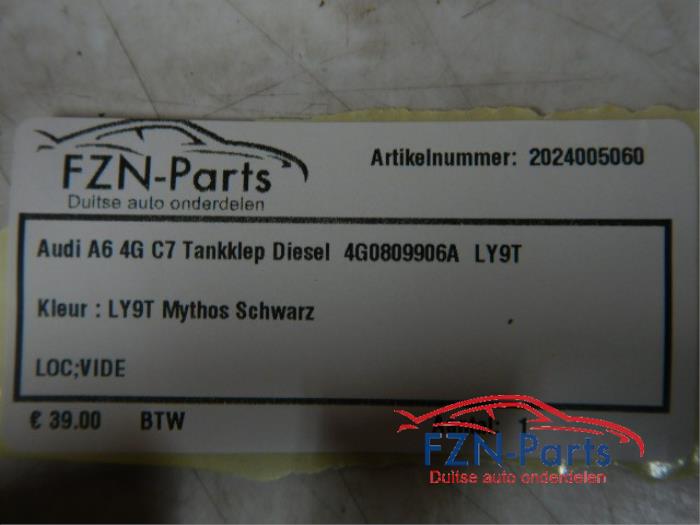 FZN-Parts
Duitse auto onderdelen
Artikelnummer: 2024005060
Audi A6 4G C7 Tankklep Diesel 4G0809906A LY9T
Kleur : LY9T Mythos Schwarz
LOC;VIDE
€ 39.00 BTW
1
FZN-Parts
Duitse auto onderdelen